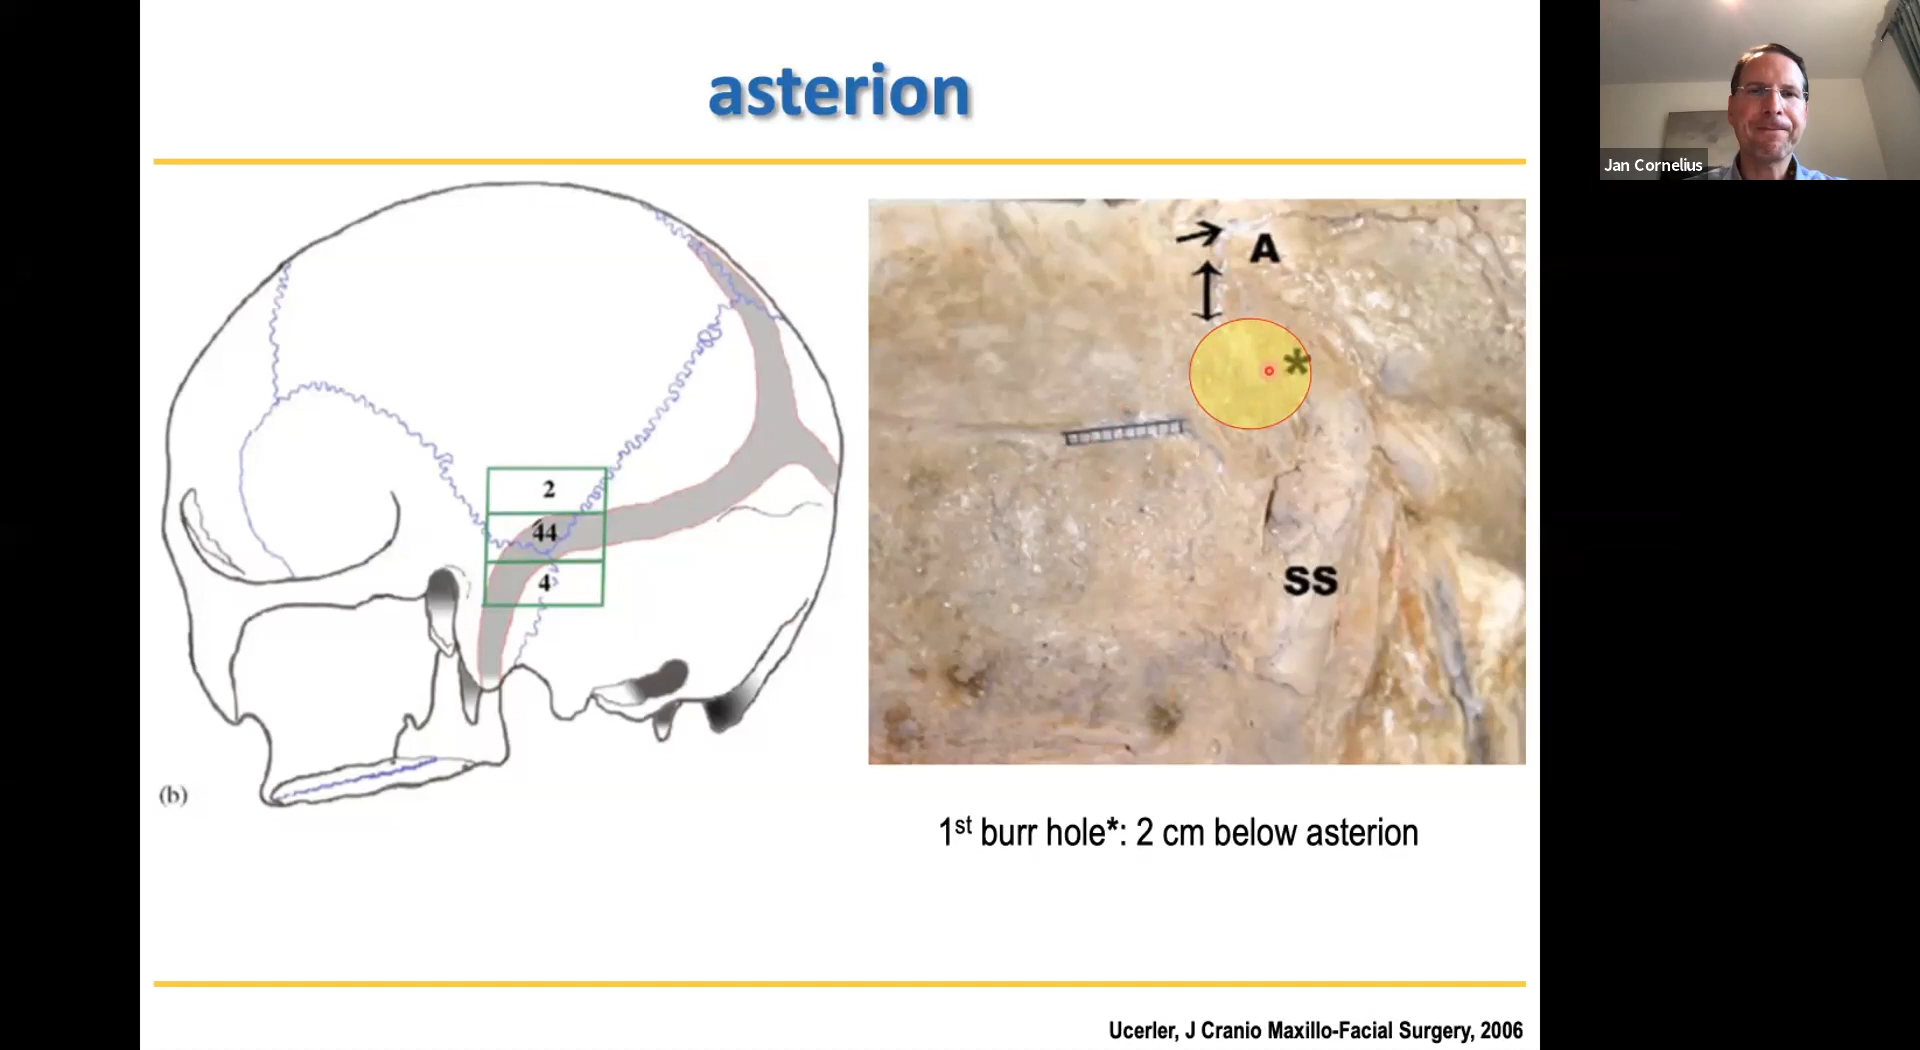 asterion
Jan Cornelius
2
44
4
(b)
A
*
SS
1st burr hole*: 2 cm below asterion
Ucerler, J Cranio Maxillo-Facial Surgery, 2006